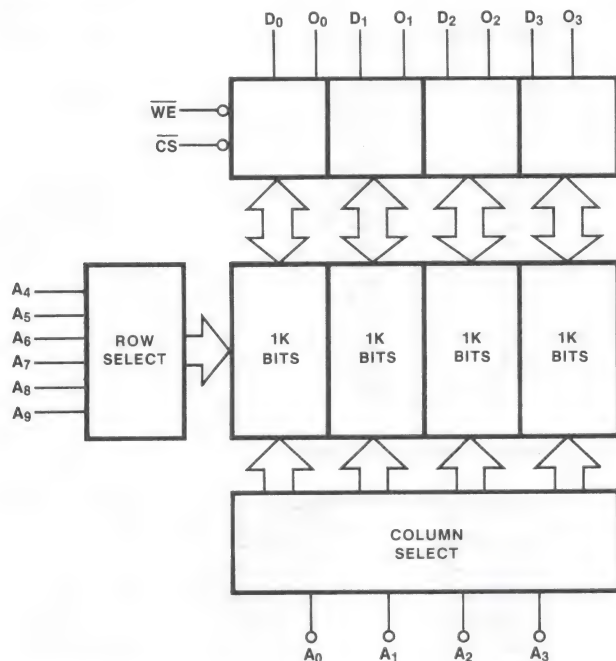 D0 O0 D1 O1 D2 O2 D3 O3
WE
CS
A4
A5
A6
A7
A8
A9
ROW
SELECT
1K
BITS
1K
BITS
1K
BITS
1K
BITS
COLUMN
SELECT
A0 A1 A2 A3